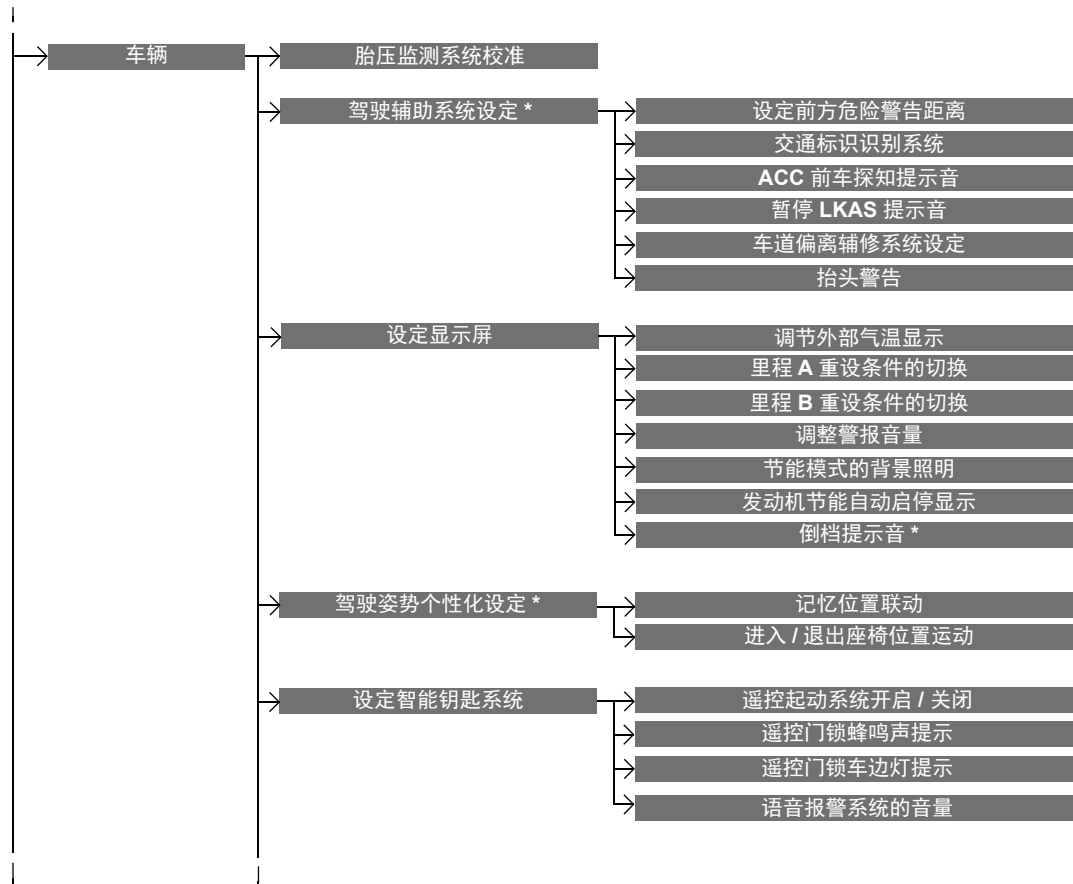 车辆
胎压监测系统校准
驾驶辅助系统设定 *
设定前方危险警告距离
交通标识识别系统
ACC 前车探知提示音
暂停 LKAS 提示音
车道偏离辅修系统设定
抬头警告
设定显示屏
调节外部气温显示
里程 A 重设条件的切换
里程 B 重设条件的切换
调整警报音量
节能模式的背景照明
发动机节能自动启停显示
倒档提示音 *
驾驶姿势个性化设定 *
记忆位置联动
进入 / 退出座椅位置运动
设定智能钥匙系统
遥控起动系统开启 / 关闭
遥控门锁蜂鸣声提示
遥控门锁车边灯提示
语音报警系统的音量